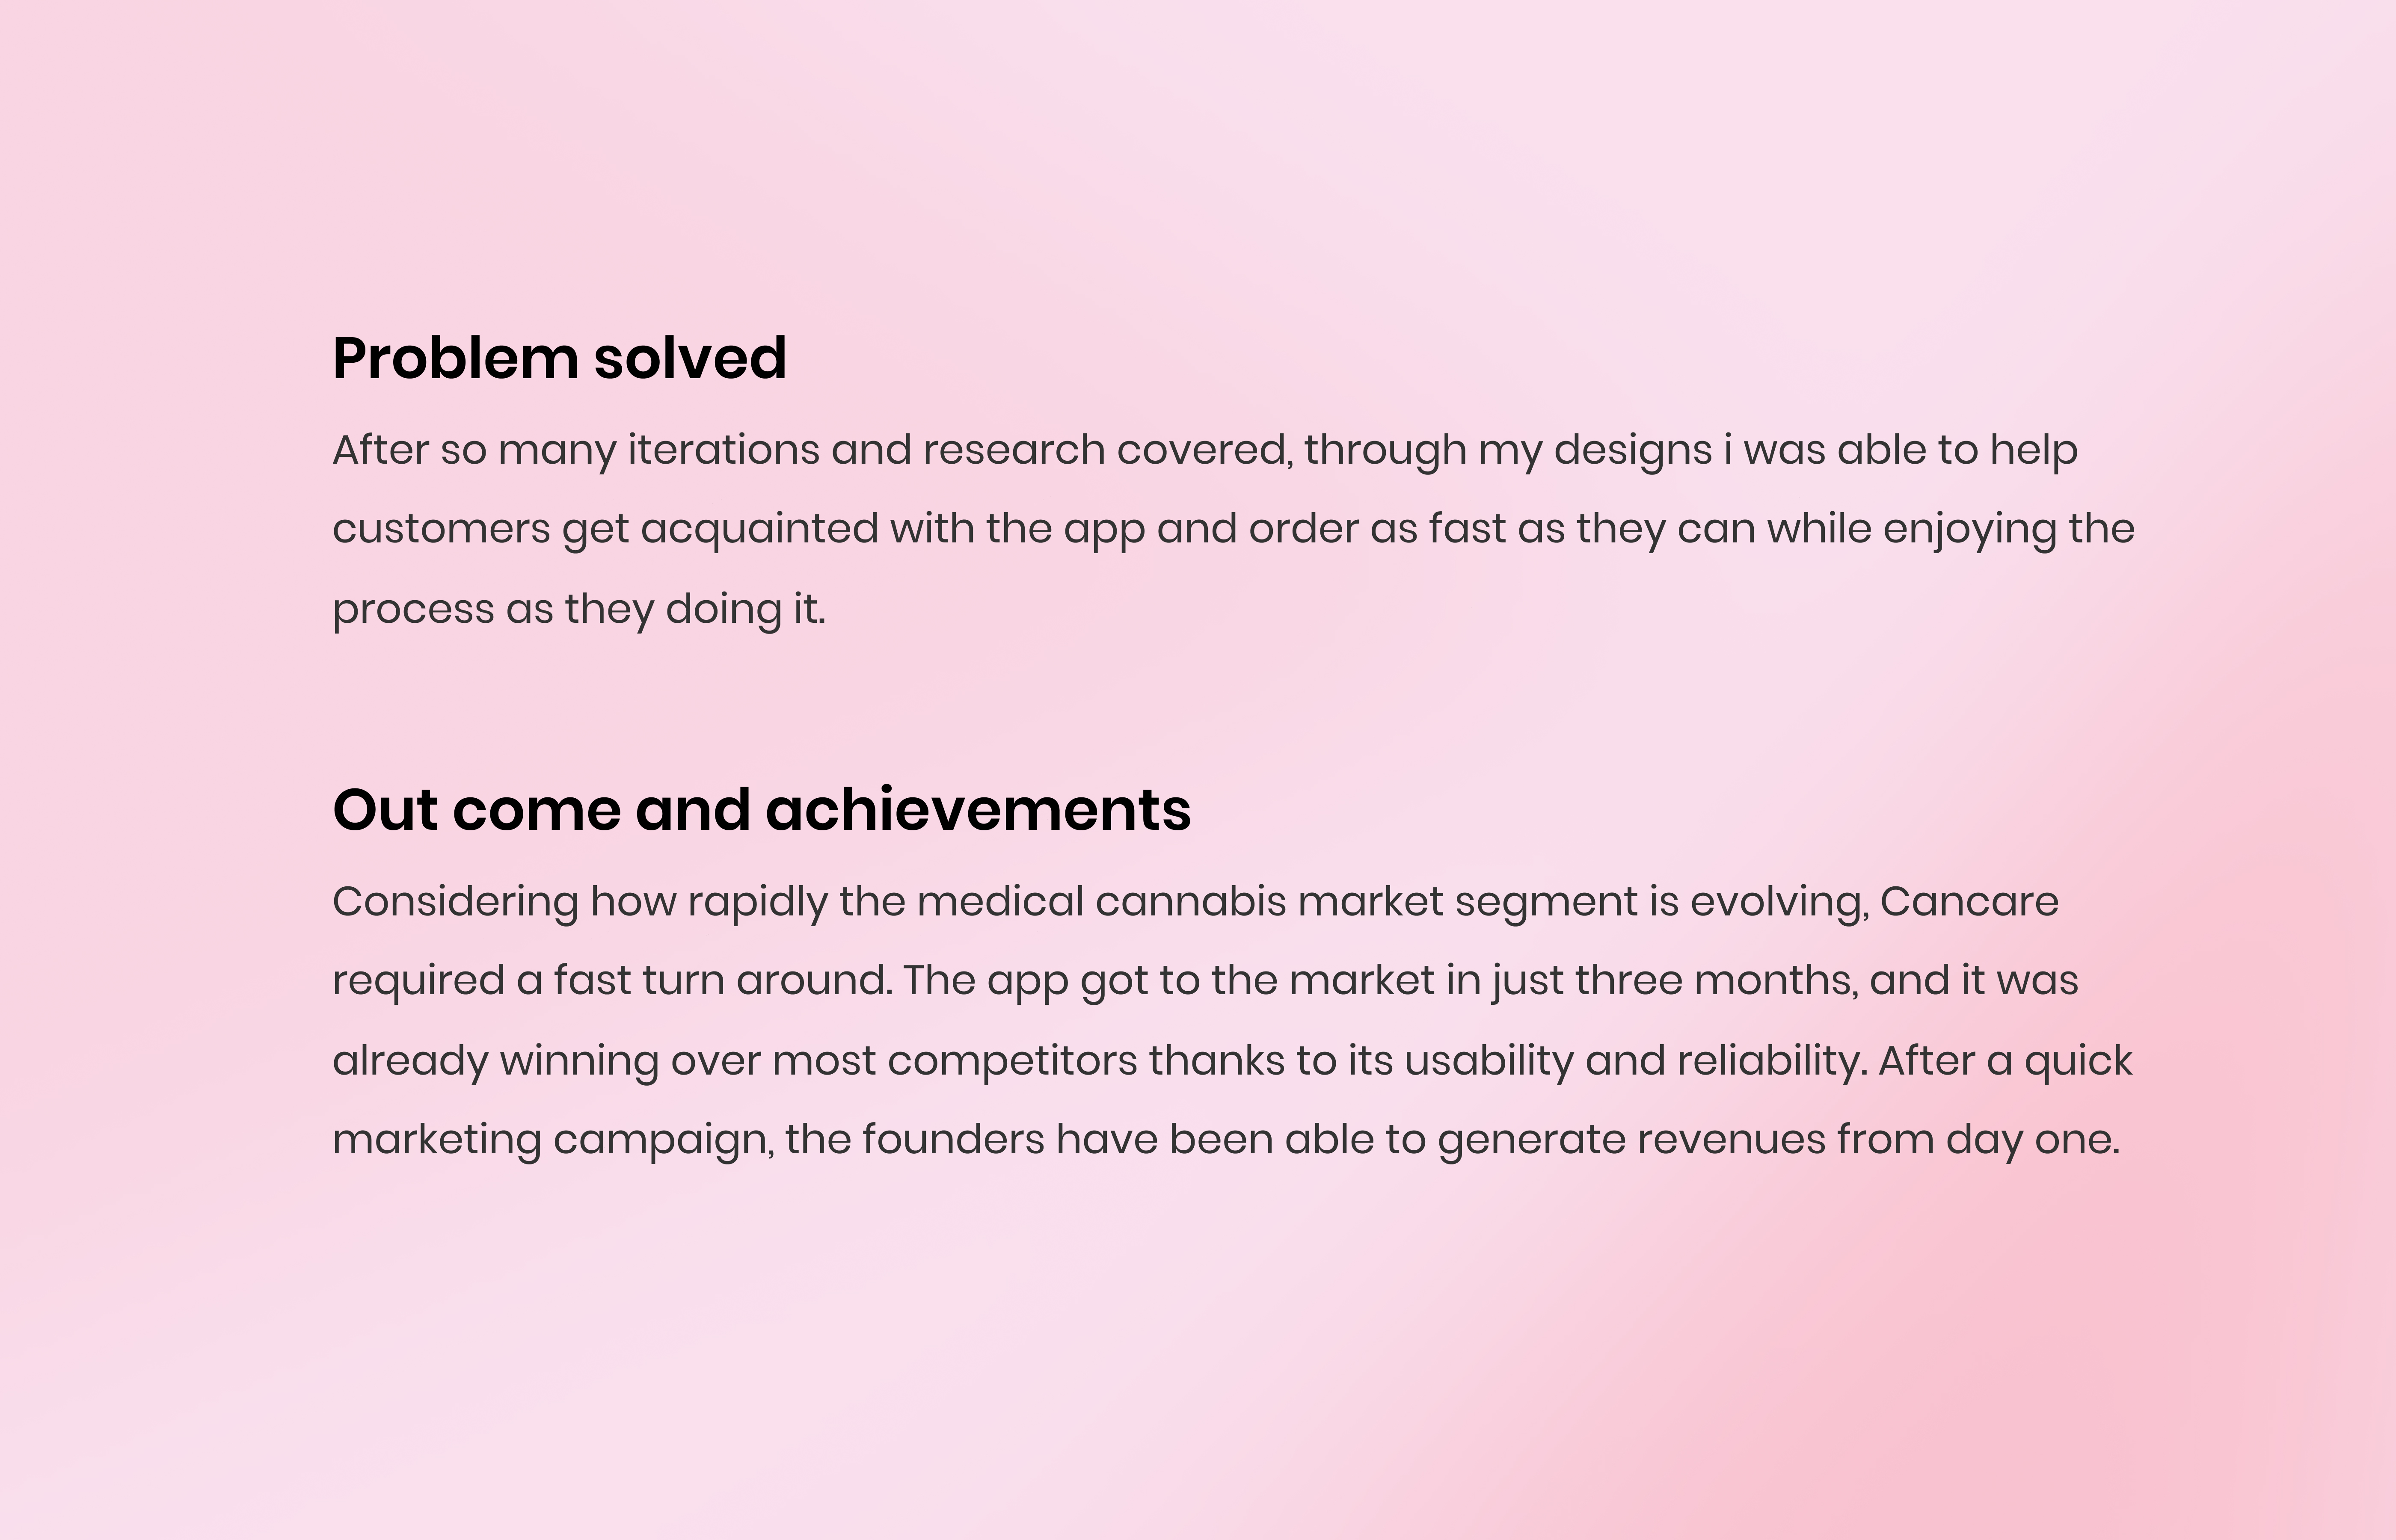 Problem solved
After so many iterations and research covered, through my designs i was able to help
customers get acquainted with the app and order as fast as they can while enjoying the
process as they doing it.
Out come and achievements
Considering how rapidly the medical cannabis market segment is evolving, Cancare
required a fast turn around. The app got to the market in just three months, and it was
already winning over most competitors thanks to its usability and reliability. After a quick
marketing campaign, the founders have been able to generate revenues from day one.